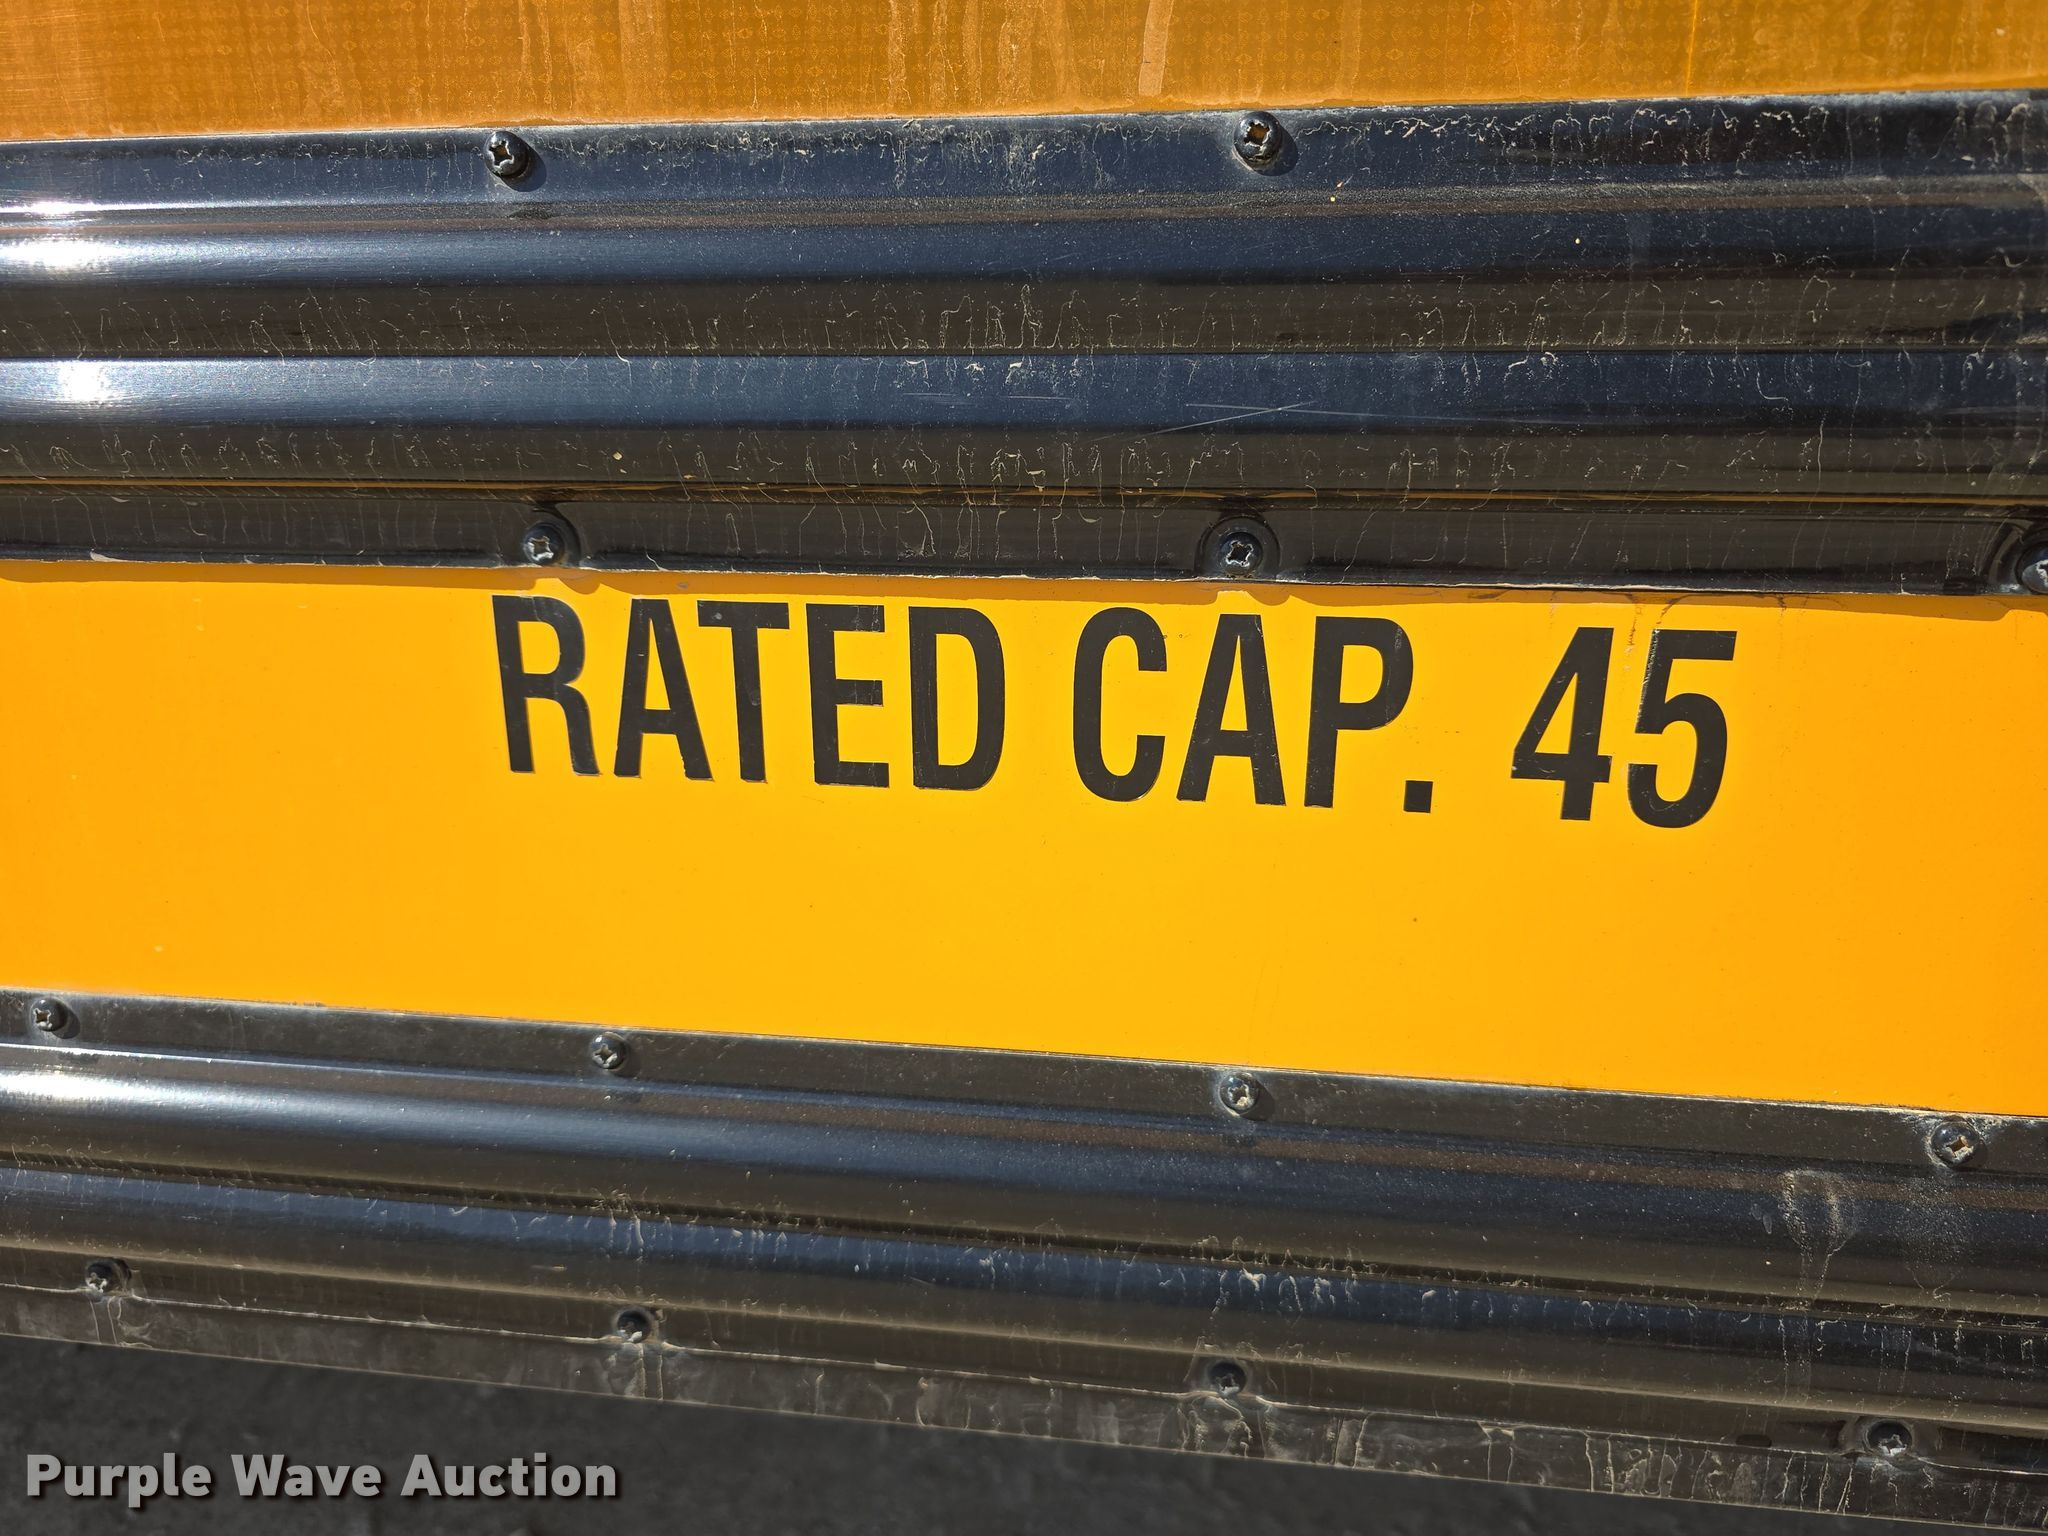 RATED CAP. 45
Purple Wave Auction